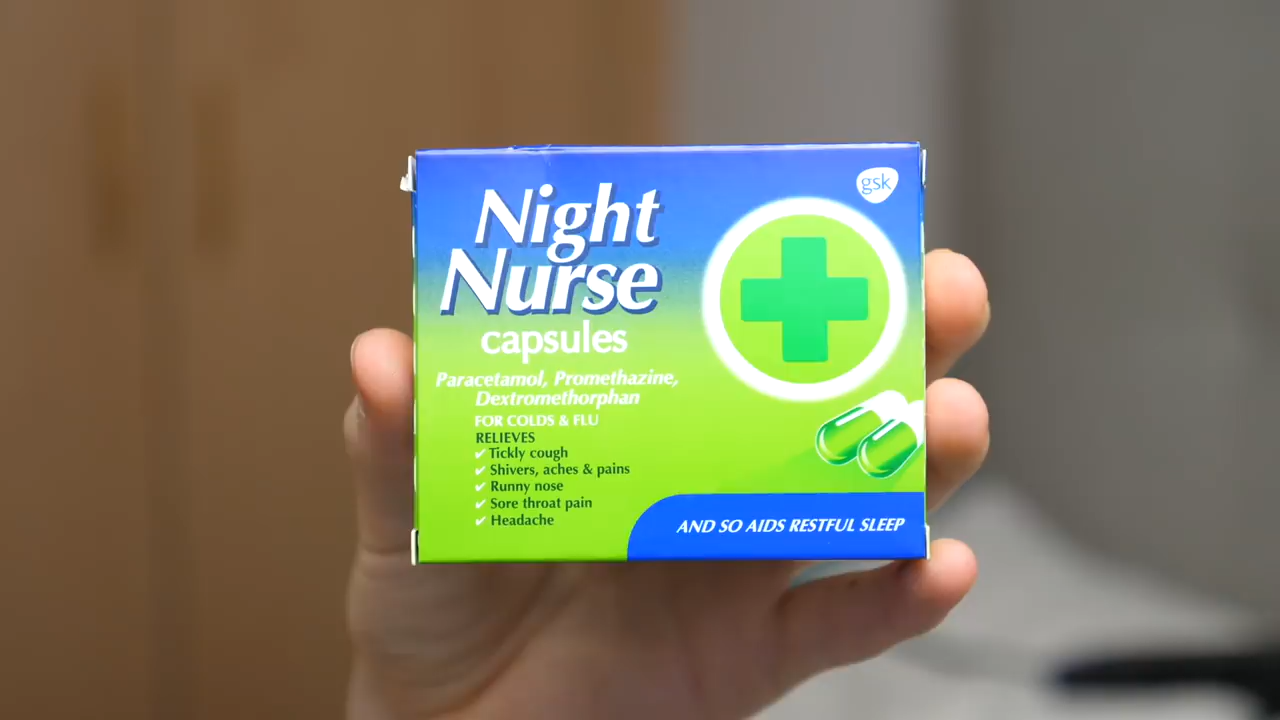 gsk
Night
Nurse
capsules
Paracetamol, Promethazine,
Dextromethorphan
FOR COLDS & FLU
RELIEVES
✓ Tickly cough
✓ Shivers, aches & pains
✓ Runny nose
✓ Sore throat pain
✓ Headache
AND SO AIDS RESTFUL SLEEP